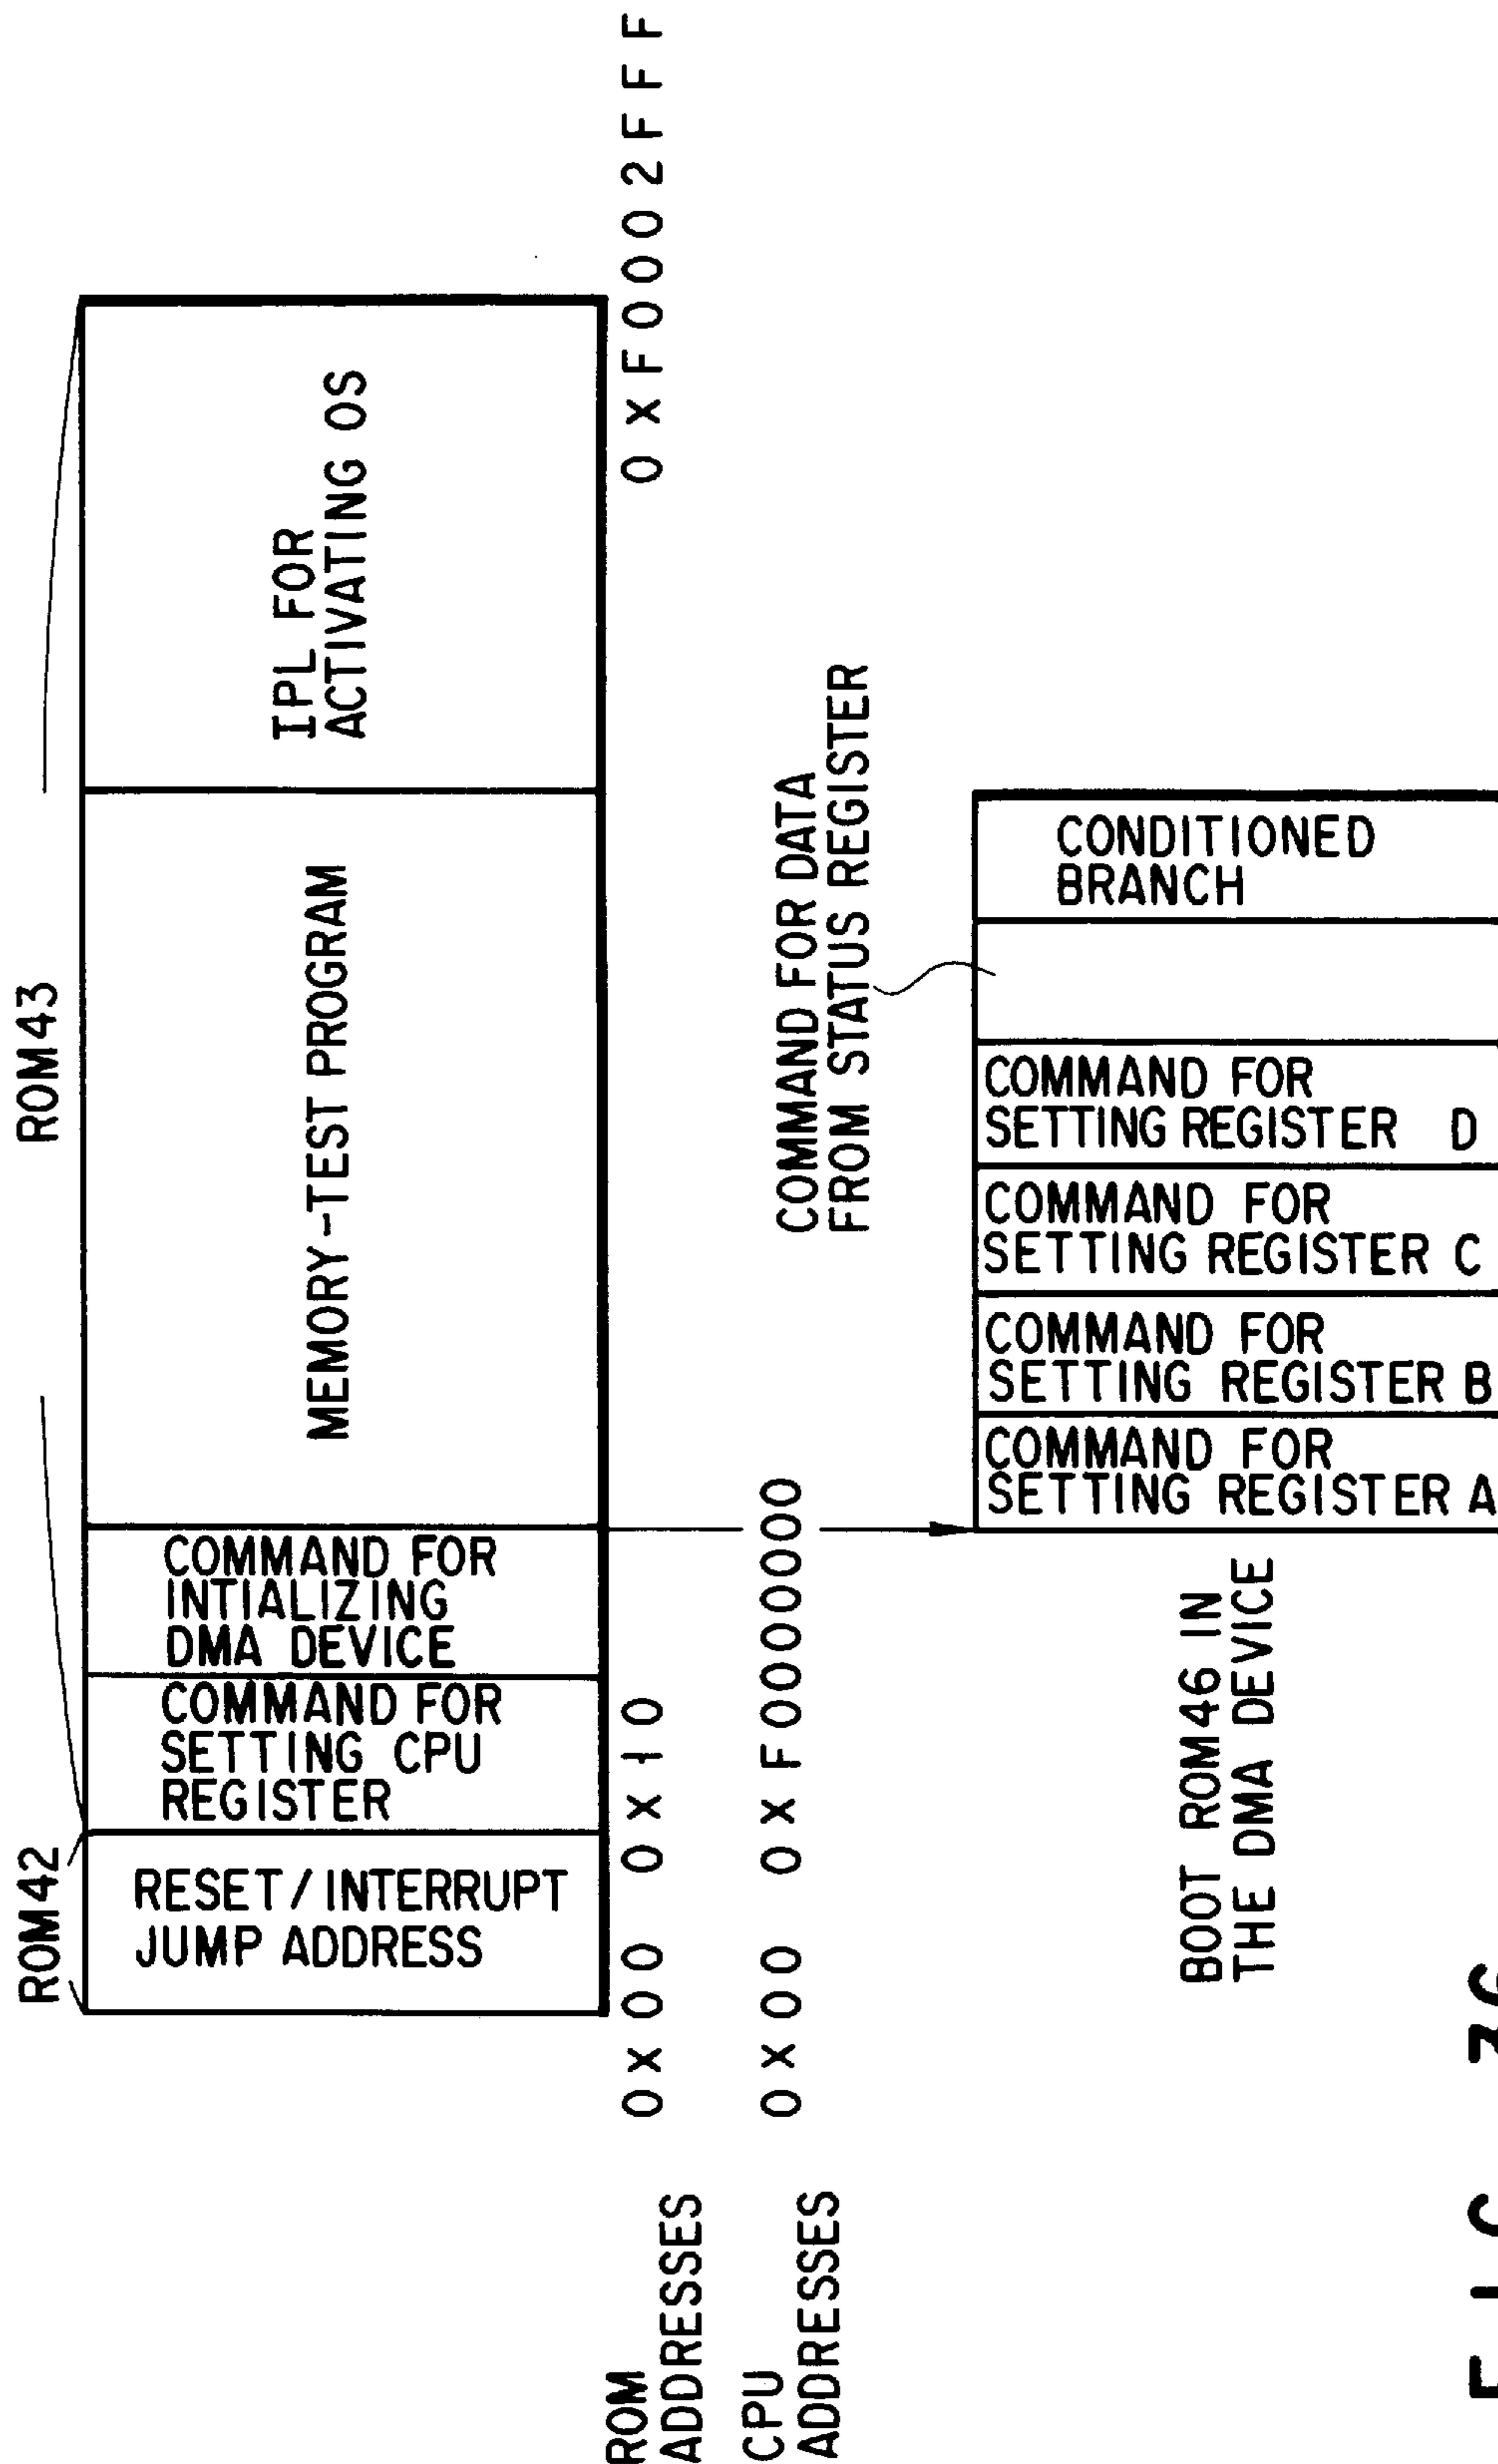 ROM42
ROM43
RESET/INTERRUPT
JUMP ADDRESS
COMMAND FOR
SETTING CPU
REGISTER
COMMAND FOR
INTIALIZING
DMA DEVICE
MEMORY-TEST PROGRAM
IPL FOR
ACTIVATING OS
ROM
ADDRESSES
0X00 0X10 0XF0002FFF
CPU
ADDRESSES
0X00 0XF000000
COMMAND FOR DATA
FROM STATUS REGISTER
BOOT ROM46 IN
THE DMA DEVICE
CONDITIONED
BRANCH
COMMAND FOR
SETTING REGISTER D
COMMAND FOR
SETTING REGISTER C
COMMAND FOR
SETTING REGISTER B
COMMAND FOR
SETTING REGISTER A